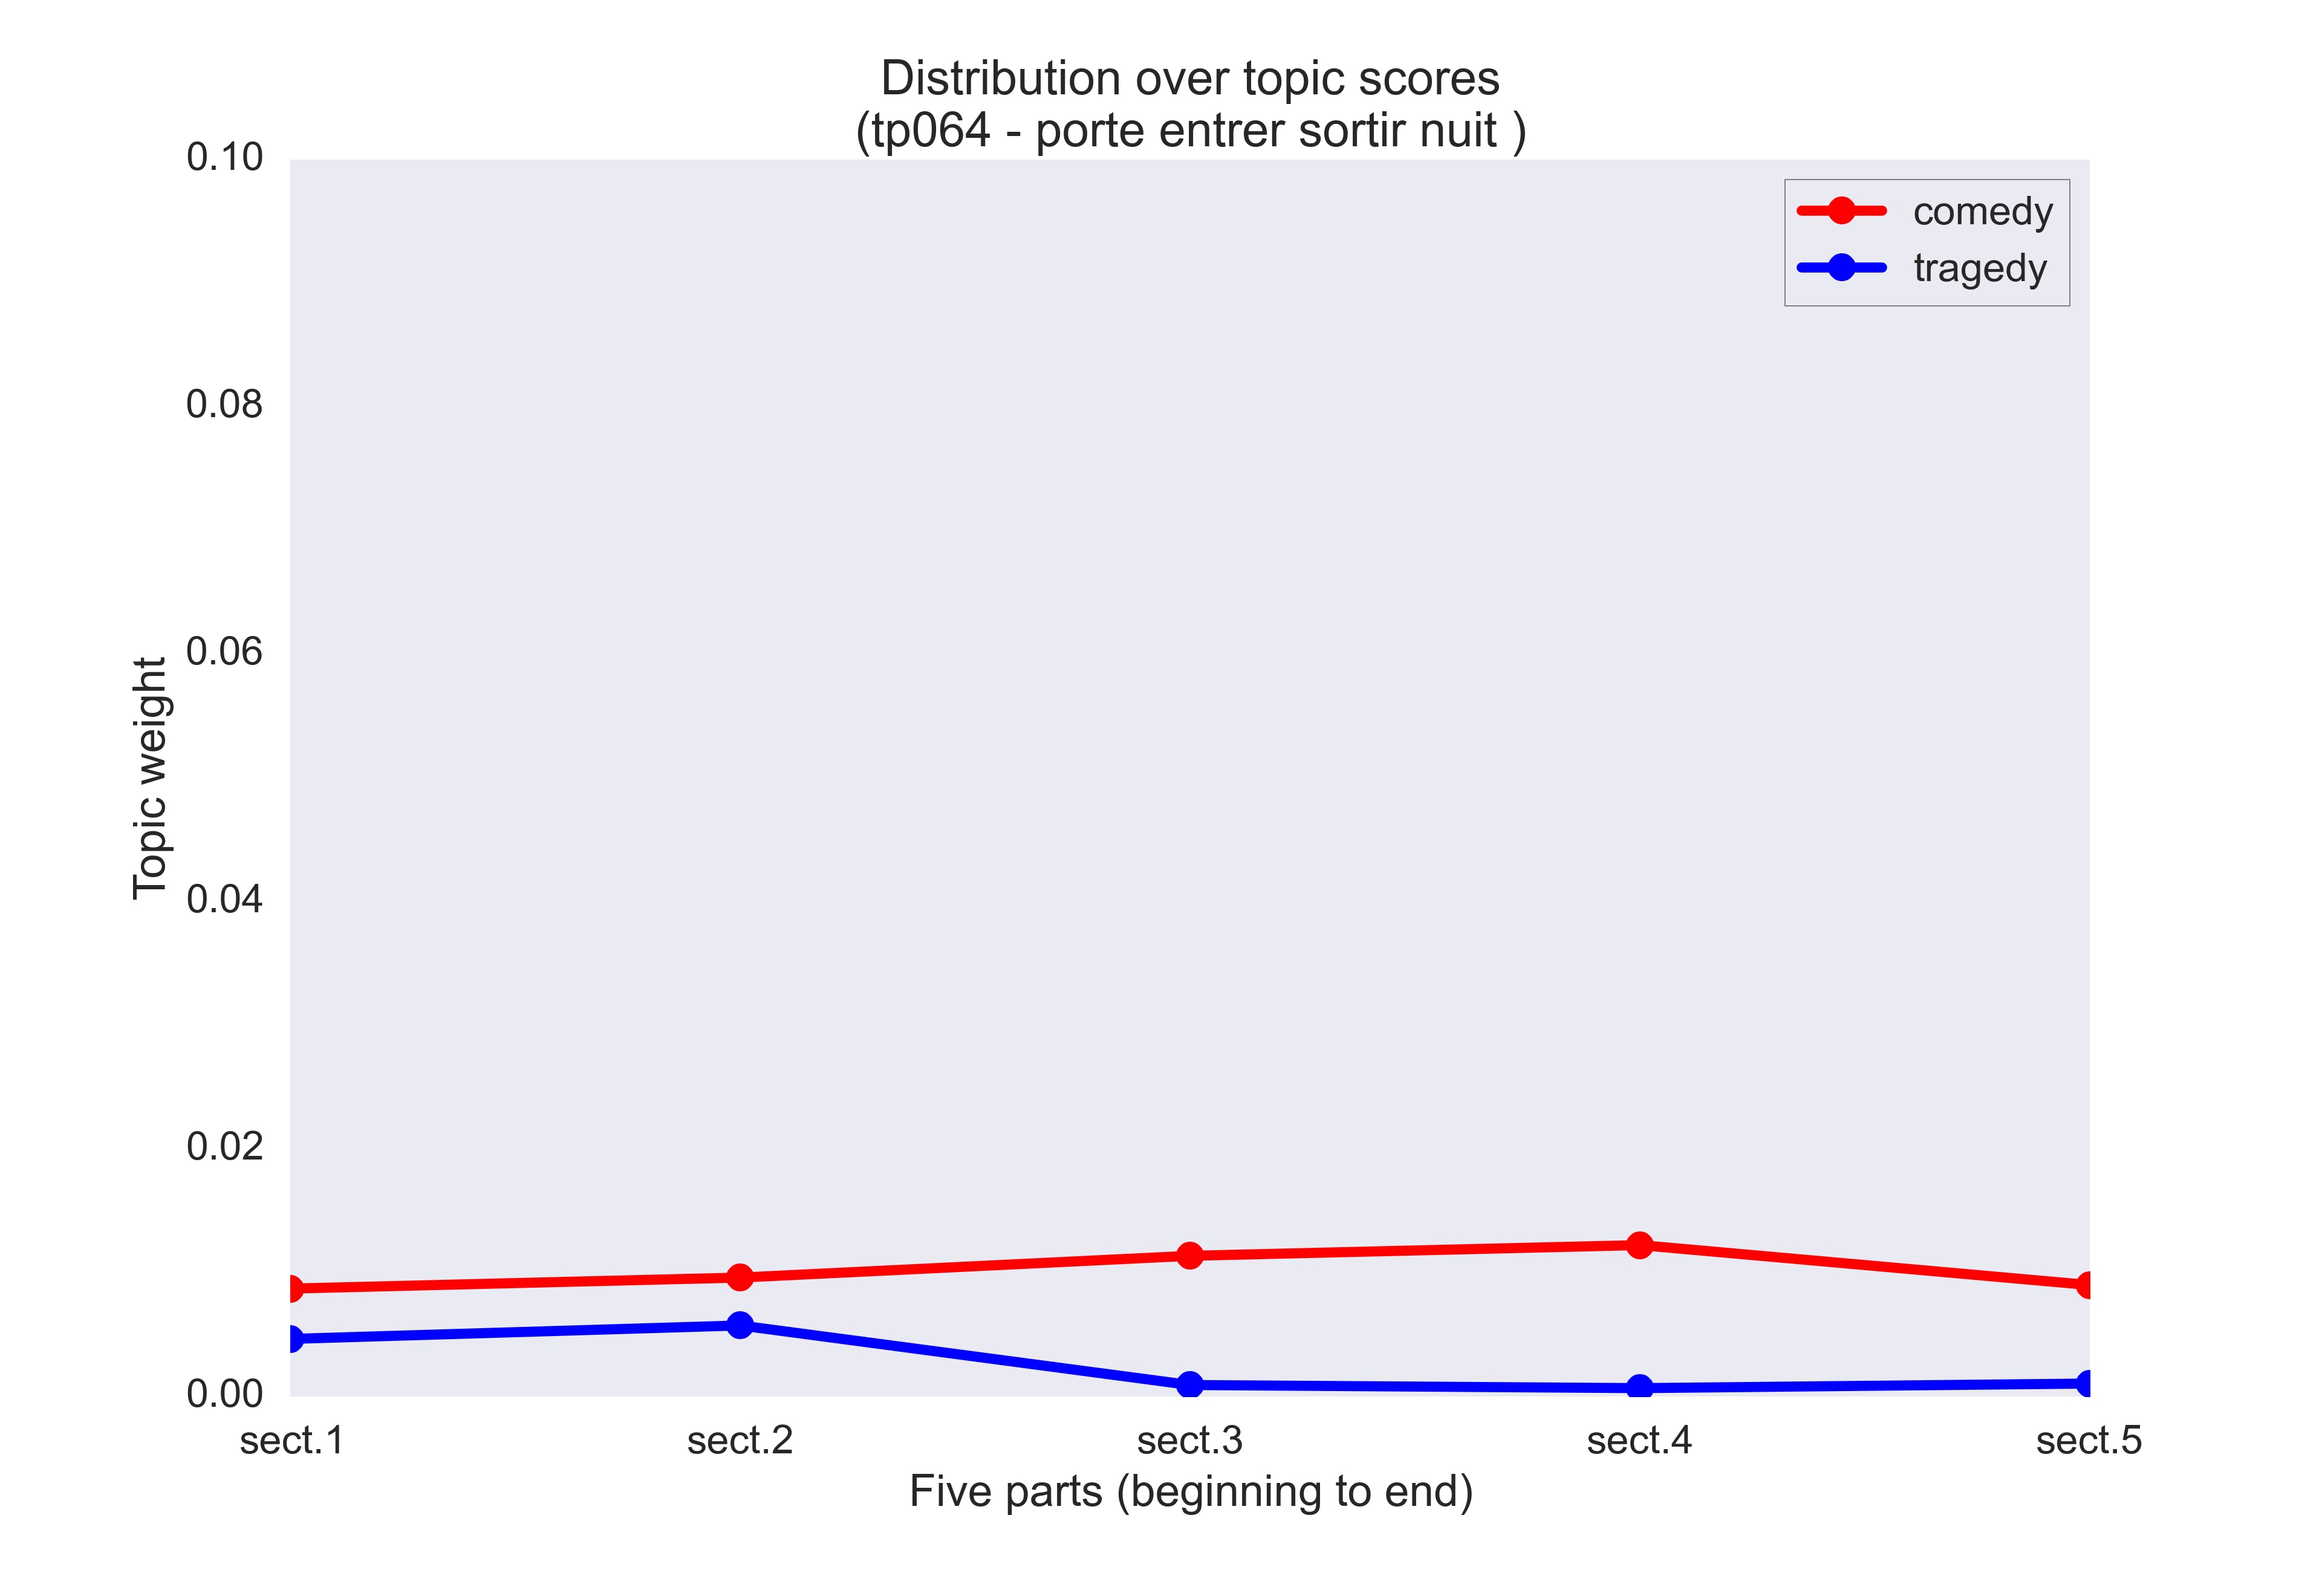 Distribution over topic scores
(tp064 - porte entrer sortir nuit )
0.10
0.08
0.06
0.04
0.02
0.00
Topic weight
comedy
tragedy
sect.1 sect.2 sect.3 sect.4 sect.5
Five parts (beginning to end)